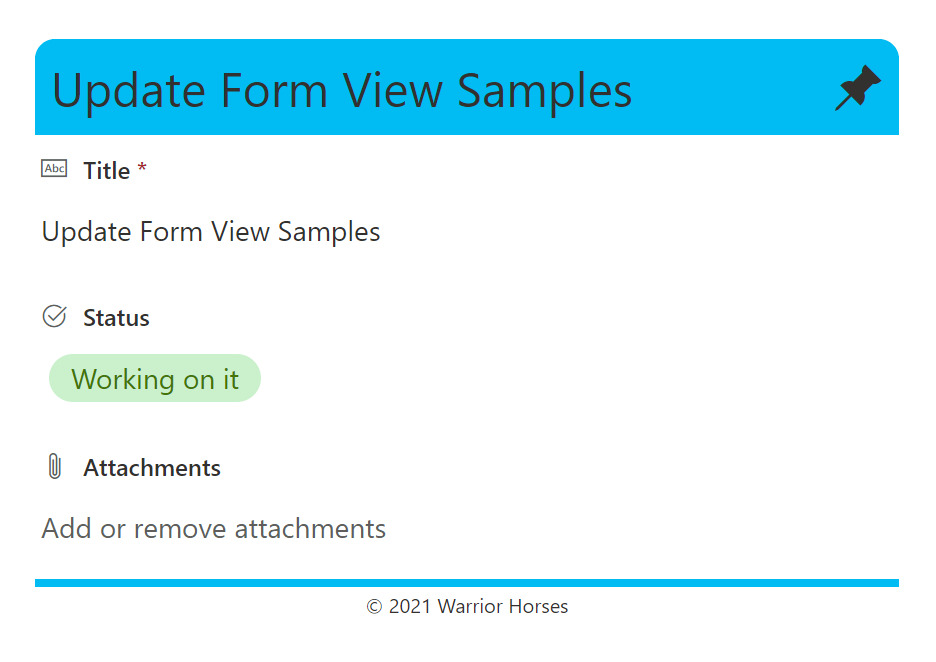 Update Form View Samples
Abc Title *
Update Form View Samples
Status
Working on it
Attachments
Add or remove attachments
© 2021 Warrior Horses